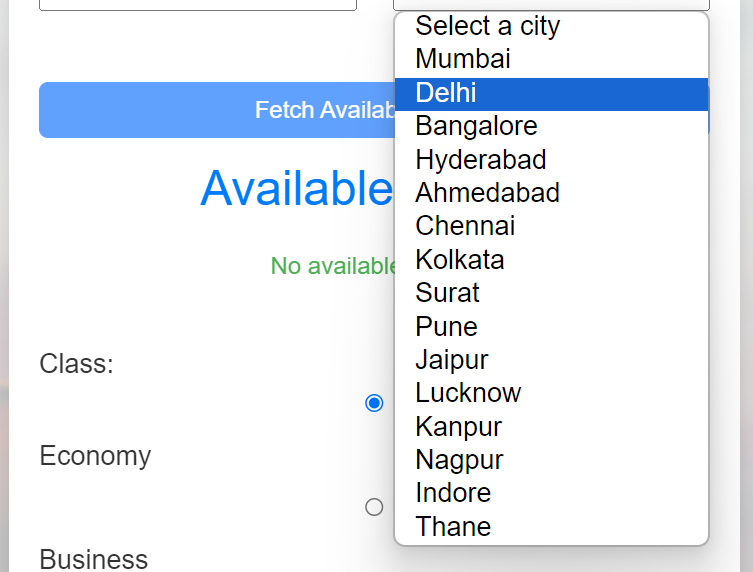 Select a city
Mumbai
Delhi
Bangalore
Hyderabad
Ahmedabad
Chennai
Kolkata
Surat
Pune
Jaipur
Lucknow
Kanpur
Nagpur
Indore
Thane
Fetch Availab
Available
No available
Class:
Economy
Business